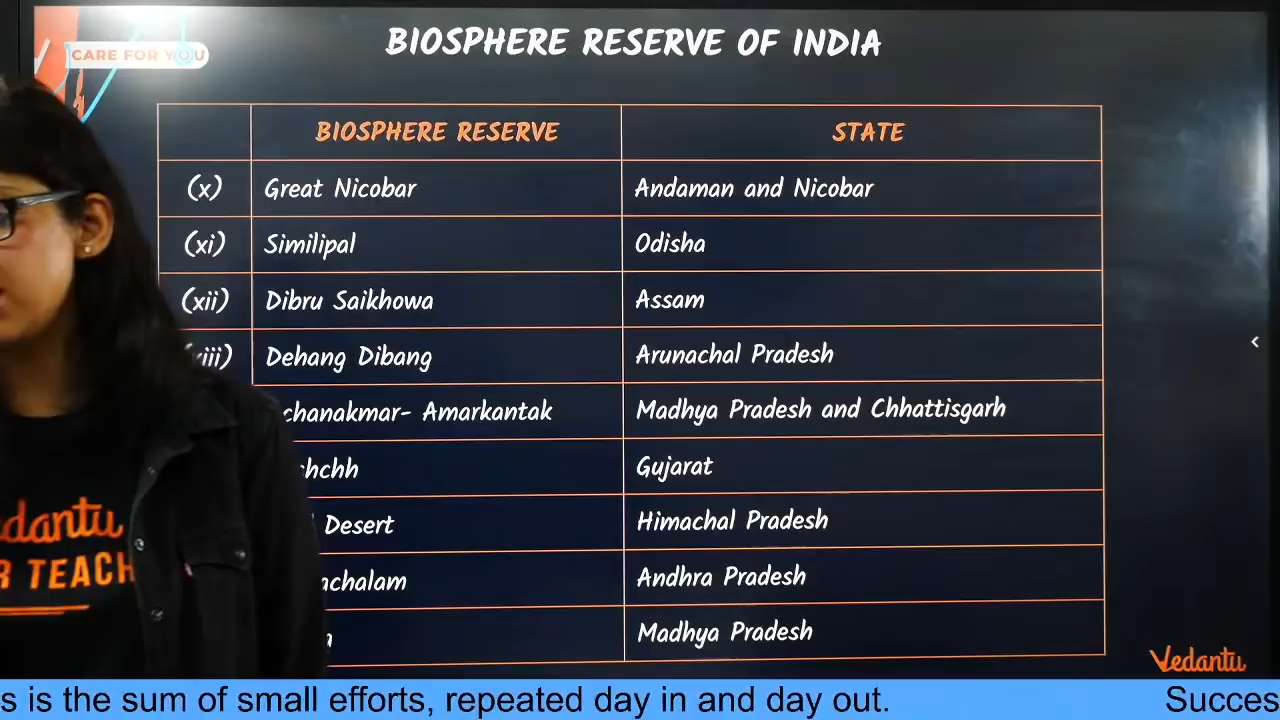 CARE FOR YOU
BIOSPHERE RESERVE OF INDIA
BIOSPHERE RESERVE STATE
(x) Great Nicobar Andaman and Nicobar
(xi) Similipal Odisha
(xii) Dibru Saikhowa Assam
Dehang Dibang Arunachal Pradesh
Amarkantak Madhya Pradesh and Chhattisgarh
Gujarat
Desert Himachal Pradesh
Andhra Pradesh
Madhya Pradesh
Vedantu
s is the sum of small efforts, repeated day in and day out. Succes